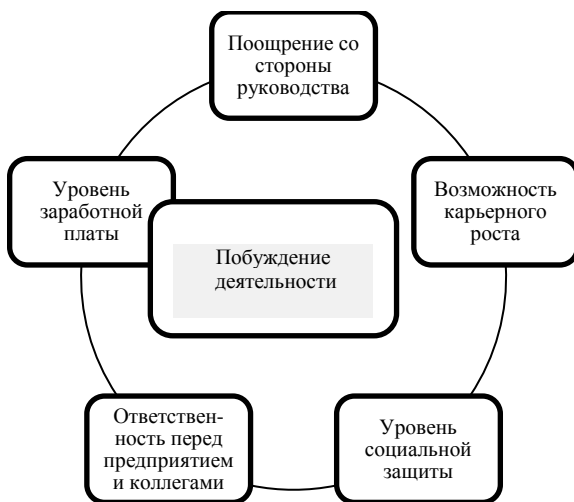 Поощрение со
стороны
руководства
Уровень
заработной
платы
Возможность
карьерного
роста
Побуждение
деятельности
Ответствен-
ность перед
предприятием
и коллегами
Уровень
социальной
защиты